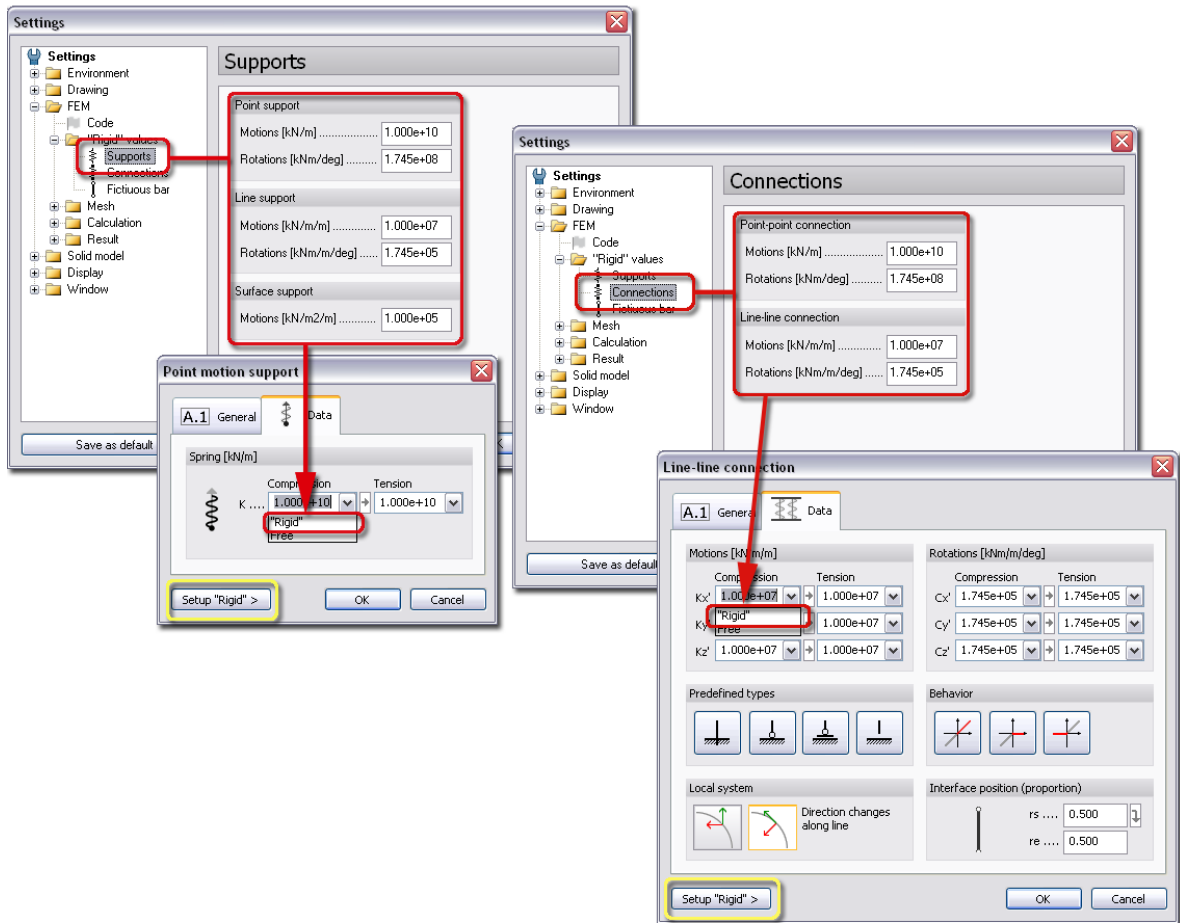 Settings
Settings
Environment
Drawing
FEM
Code
"Rigid" values
Supports
Connections
Fictiuous bar
Mesh
Calculation
Result
Solid model
Display
Window
Save as default
Supports
Point support
Motions [kN/m] ................. 1.000e+10
Rotations [kNm/deg] .......... 1.745e+08
Line support
Motions [kN/m/m] ............. 1.000e+07
Rotations [kNm/m/deg] ...... 1.745e+05
Surface support
Motions [kN/m2/m] ........... 1.000e+05
Point motion support
A.1 General
Data
Spring [kN/m]
Compression Tension
K .... 1.000e+10 1.000e+10
"Rigid"
Free
Setup "Rigid" > OK Cancel
Settings
Settings
Environment
Drawing
FEM
Code
"Rigid" values
Supports
Connections
Fictiuous bar
Mesh
Calculation
Result
Solid model
Display
Window
Save as default
Connections
Point-point connection
Motions [kN/m] ................. 1.000e+10
Rotations [kNm/deg] .......... 1.745e+08
Line-line connection
Motions [kN/m/m] ............. 1.000e+07
Rotations [kNm/m/deg] ...... 1.745e+05
Line-line connection
A.1 General
Data
Motions [kN/m/m]
Compression Tension
Kx' 1.000e+07 1.000e+07
"Rigid"
Free
Ky 1.000e+07
Kz' 1.000e+07 1.000e+07
Rotations [kNm/m/deg]
Compression Tension
Cx' 1.745e+05 1.745e+05
Cy' 1.745e+05 1.745e+05
Cz' 1.745e+05 1.745e+05
Predefined types
Behavior
Local system
Direction changes
along line
Interface position (proportion)
rs .... 0.500
re .... 0.500
Setup "Rigid" > OK Cancel